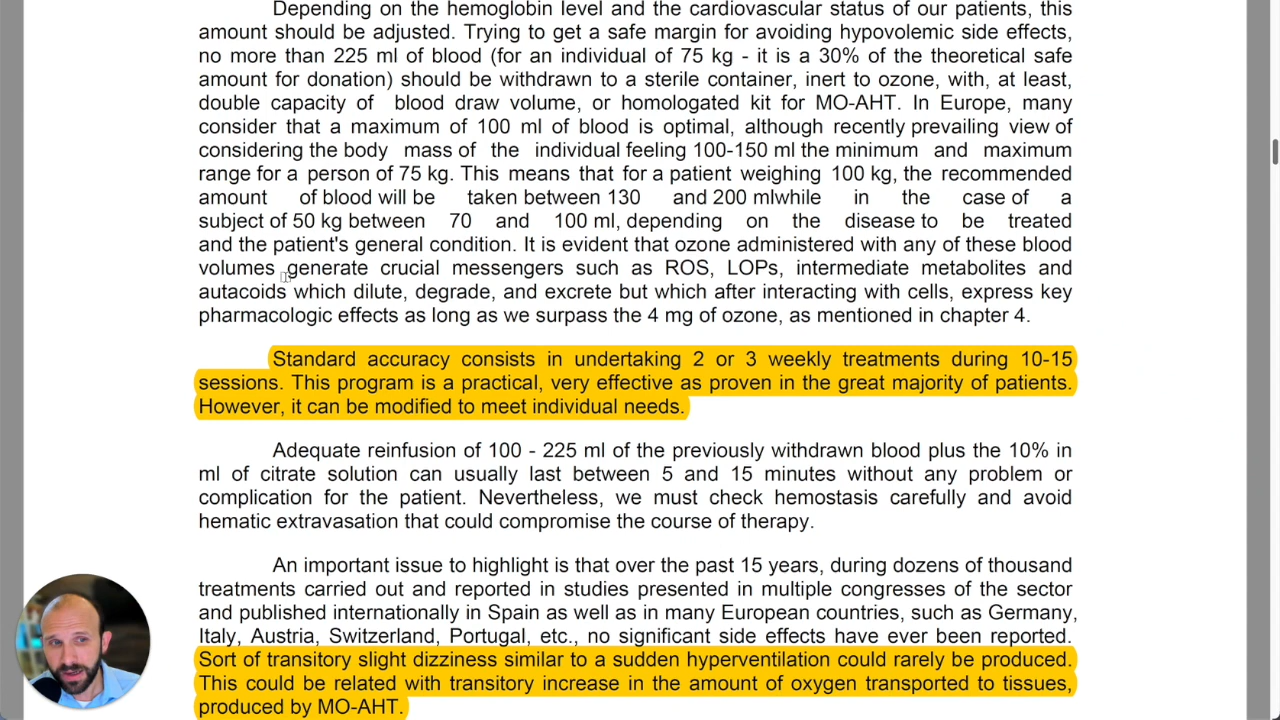 Depending on the hemoglobin level and the cardiovascular status of our patients, this
amount should be adjusted. Trying to get a safe margin for avoiding hypovolemic side effects,
no more than 225 ml of blood (for an individual of 75 kg - it is a 30% of the theoretical safe
amount for donation) should be withdrawn to a sterile container, inert to ozone, with, at least,
double capacity of blood draw volume, or homologated kit for MO-AHT. In Europe, many
consider that a maximum of 100 ml of blood is optimal, although recently prevailing view of
considering the body mass of the individual feeling 100-150 ml the minimum and maximum
range for a person of 75 kg. This means that for a patient weighing 100 kg, the recommended
amount of blood will be taken between 130 and 200 mlwhile in the case of a
subject of 50 kg between 70 and 100 ml, depending on the disease to be treated
and the patient's general condition. It is evident that ozone administered with any of these blood
volumes generate crucial messengers such as ROS, LOPs, intermediate metabolites and
autacoids which dilute, degrade, and excrete but which after interacting with cells, express key
pharmacologic effects as long as we surpass the 4 mg of ozone, as mentioned in chapter 4.
Standard accuracy consists in undertaking 2 or 3 weekly treatments during 10-15
sessions. This program is a practical, very effective as proven in the great majority of patients.
However, it can be modified to meet individual needs.
Adequate reinfusion of 100 - 225 ml of the previously withdrawn blood plus the 10% in
ml of citrate solution can usually last between 5 and 15 minutes without any problem or
complication for the patient. Nevertheless, we must check hemostasis carefully and avoid
hematic extravasation that could compromise the course of therapy.
An important issue to highlight is that over the past 15 years, during dozens of thousand
treatments carried out and reported in studies presented in multiple congresses of the sector
and published internationally in Spain as well as in many European countries, such as Germany,
Italy, Austria, Switzerland, Portugal, etc., no significant side effects have ever been reported.
Sort of transitory slight dizziness similar to a sudden hyperventilation could rarely be produced.
This could be related with transitory increase in the amount of oxygen transported to tissues,
produced by MO-AHT.